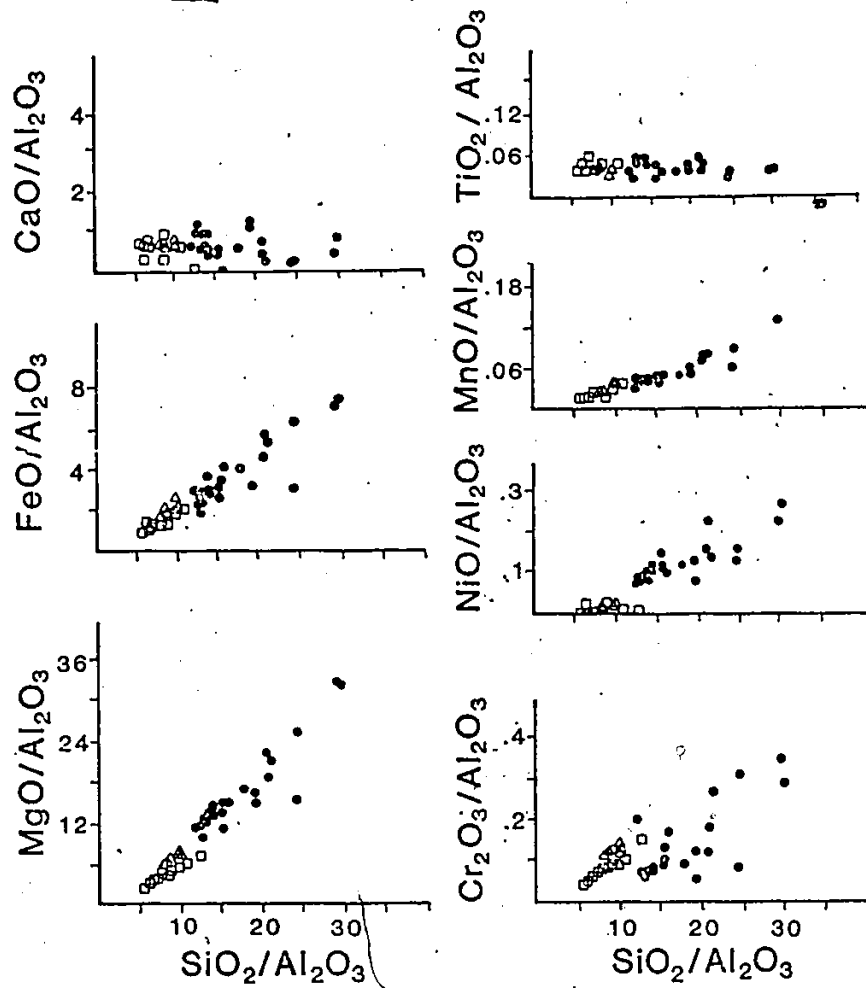 CaO/Al₂O₃
4
2
FeO/Al₂O₃
8
4
MgO/Al₂O₃
36
24
12
10 20 30
SiO₂/Al₂O₃
TiO₂/Al₂O₃
.12
.06
MnO/Al₂O₃
.18
.06
NiO/Al₂O₃
.3
.1
Cr₂O₃/Al₂O₃
.4
.2
10 20 30
SiO₂/Al₂O₃